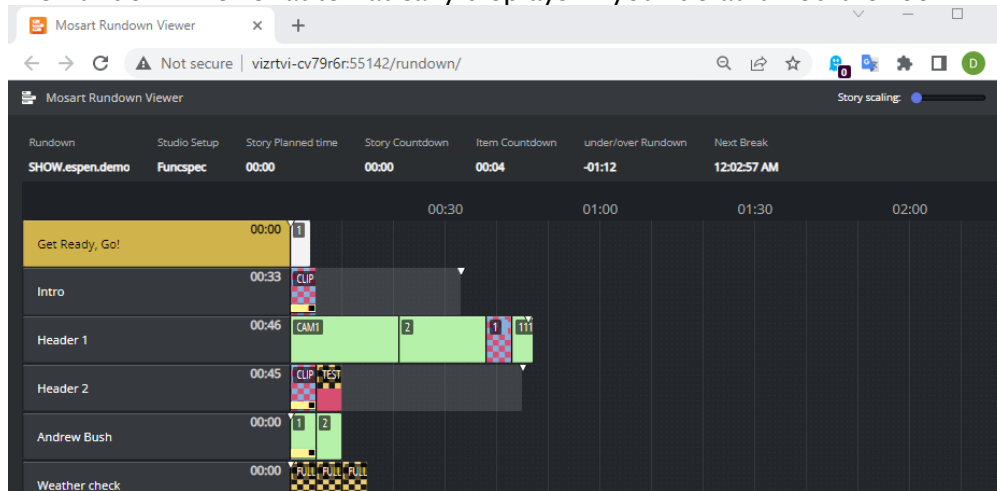 Mosart Rundown Viewer
Not secure | vizrtvi-cv79r6r:55142/rundown/
0
D
Mosart Rundown Viewer
Story scaling:
Rundown Studio Setup Story Planned time Story Countdown Item Countdown under/over Rundown Next Break
SHOW.espen.demo Funcspec 00:00 00:00 00:04 -01:12 12:02:57 AM
00:30 01:00 01:30 02:00
Get Ready, Go! 00:00 1
Intro 00:33 CLIP
Header 1 00:46 CAM1 2 1 111
Header 2 00:45 CLIP TEST
Andrew Bush 00:00 1 2
Weather check 00:00 FULL FULL FULL